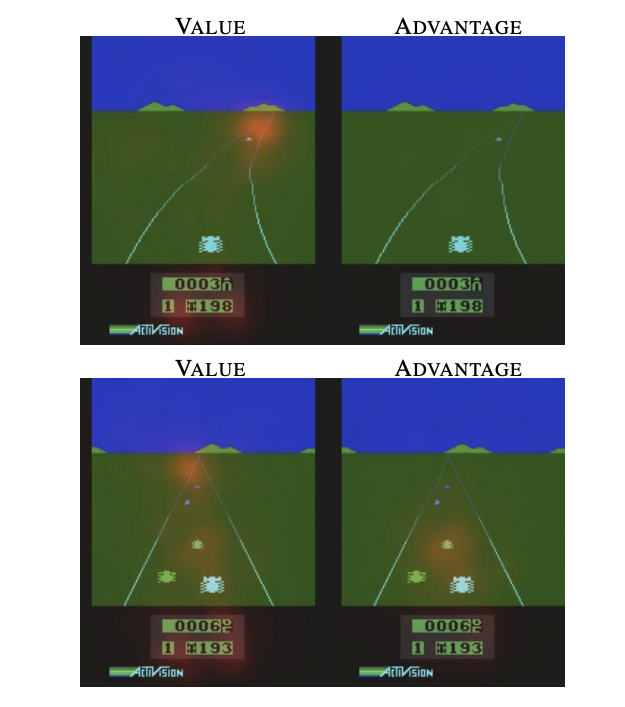 VALUE ADVANTAGE
0003 0003
1 198 1 198
ACTIVISION ACTIVISION
VALUE ADVANTAGE
0006 0006
1 193 1 193
ACTIVISION ACTIVISION